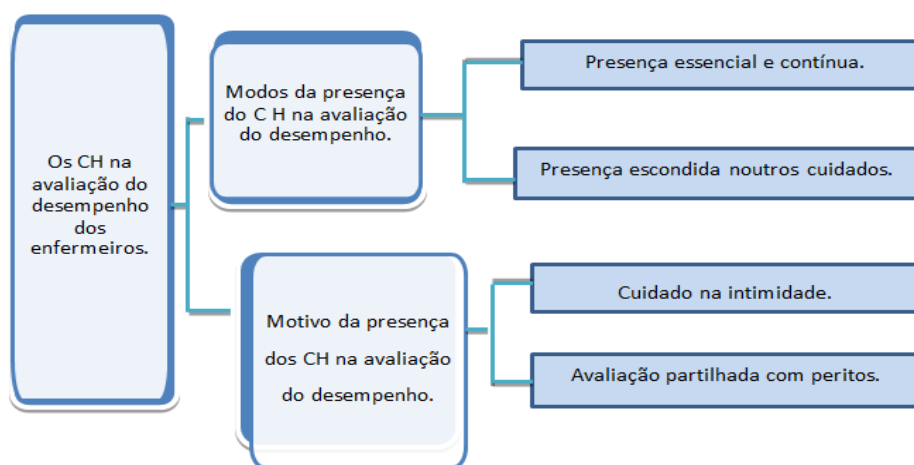 Os CH na
avaliação do
desempenho
dos
enfermeiros.
Modos da presença
do C H na avaliação
do desempenho.
Presença essencial e contínua.
Presença escondida noutros cuidados.
Motivo da presença
dos CH na avaliação
do desempenho.
Cuidado na intimidade.
Avaliação partilhada com peritos.